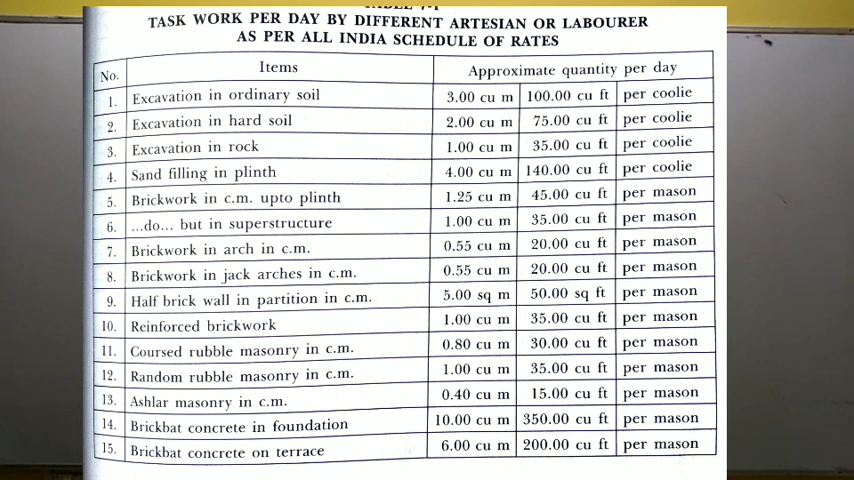 TASK WORK PER DAY BY DIFFERENT ARTESIAN OR LABOURER
AS PER ALL INDIA SCHEDULE OF RATES
No. Items Approximate quantity per day
1. Excavation in ordinary soil 3.00 cu m 100.00 cu ft per coolie
2. Excavation in hard soil 2.00 cu m 75.00 cu ft per coolie
3. Excavation in rock 1.00 cu m 35.00 cu ft per coolie
4. Sand filling in plinth 4.00 cu m 140.00 cu ft per coolie
5. Brickwork in c.m. upto plinth 1.25 cu m 45.00 cu ft per mason
6. ...do... but in superstructure 1.00 cu m 35.00 cu ft per mason
7. Brickwork in arch in c.m. 0.55 cu m 20.00 cu ft per mason
8. Brickwork in jack arches in c.m. 0.55 cu m 20.00 cu ft per mason
9. Half brick wall in partition in c.m. 5.00 sq m 50.00 sq ft per mason
10. Reinforced brickwork 1.00 cu m 35.00 cu ft per mason
11. Coursed rubble masonry in c.m. 0.80 cu m 30.00 cu ft per mason
12. Random rubble masonry in c.m. 1.00 cu m 35.00 cu ft per mason
13. Ashlar masonry in c.m. 0.40 cu m 15.00 cu ft per mason
14. Brickbat concrete in foundation 10.00 cu m 350.00 cu ft per mason
15. Brickbat concrete on terrace 6.00 cu m 200.00 cu ft per mason